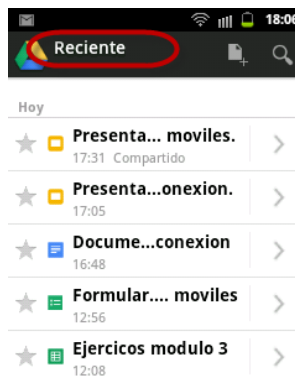 18:06
Reciente
Hoy
Presenta... moviles.
17:31 Compartido
Presenta...onexion.
17:05
Docume...conexion
16:48
Formular.... moviles
12:56
Ejercicos modulo 3
12:08